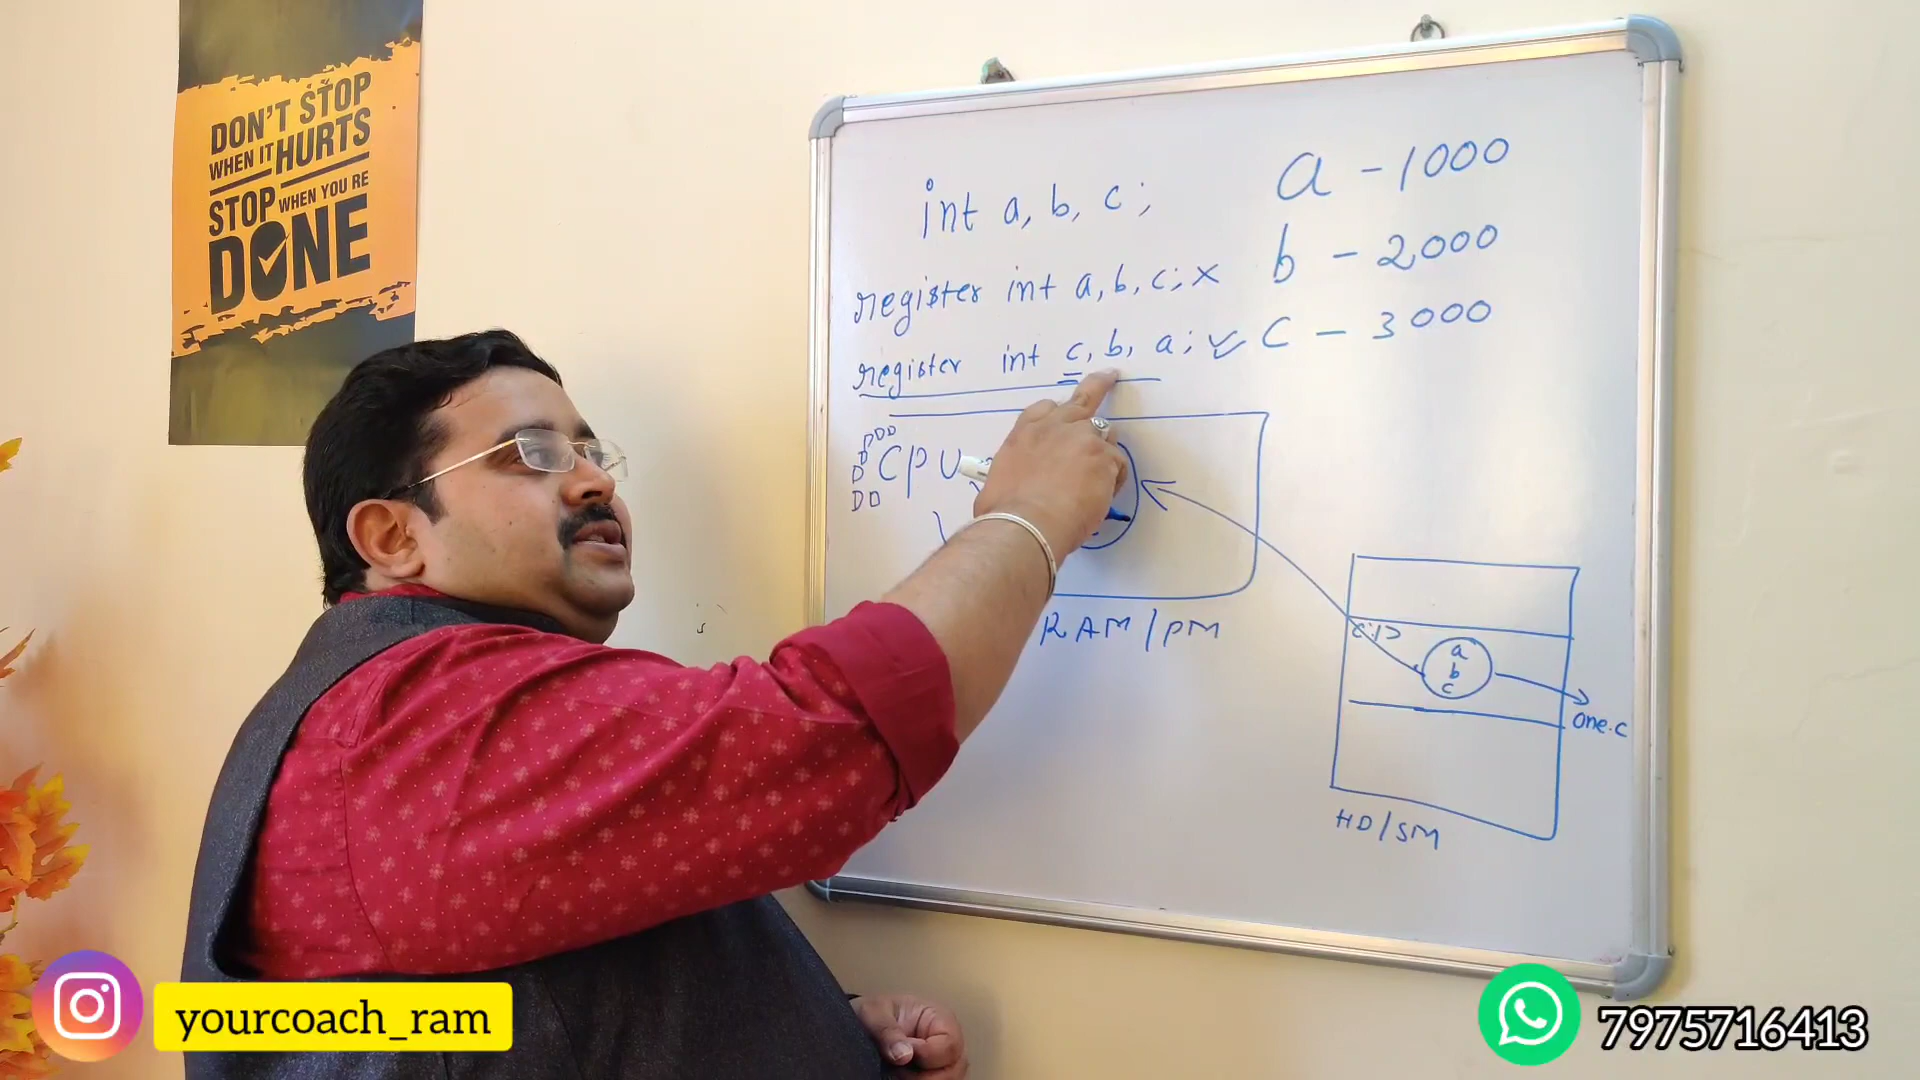 DON'T STOP
WHEN IT HURTS
STOP WHEN YOU'RE
DONE
int a, b, c;
register int a, b, c; x
register int c, b, a;
a - 1000
b - 2000
C - 3000
CPU
RAM/PM
a
b
c
one.c
HD/SM
yourcoach_ram
7975716413